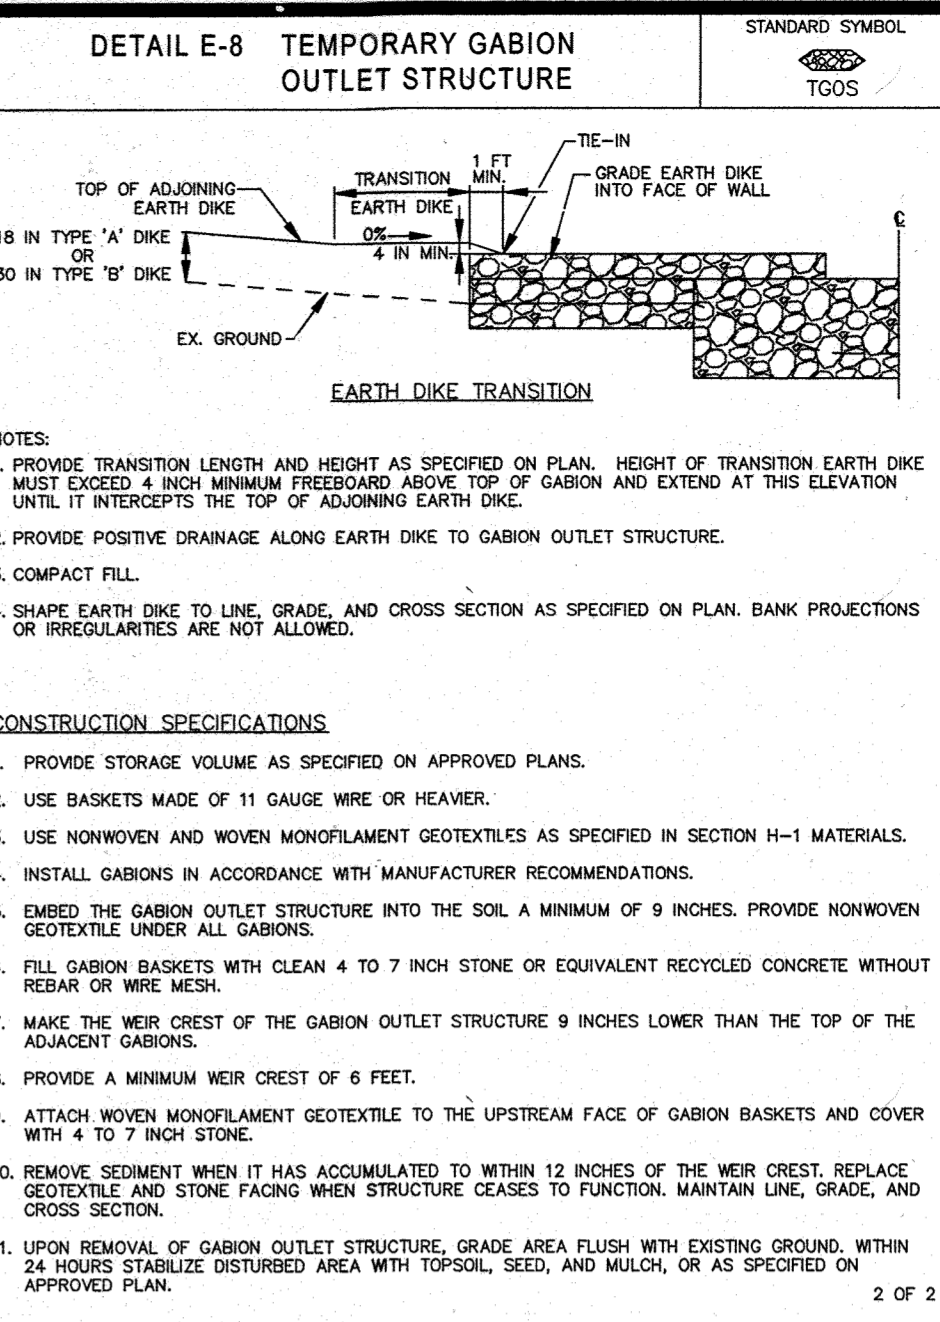 DETAIL E-8 TEMPORARY GABION
OUTLET STRUCTURE
STANDARD SYMBOL
TGOS
TIE-IN
1 FT
MIN.
TRANSITION
GRADE EARTH DIKE
INTO FACE OF WALL
TOP OF ADJOINING
EARTH DIKE
EARTH DIKE
18 IN TYPE 'A' DIKE
OR
30 IN TYPE 'B' DIKE
0%
4 IN MIN.
℄
EX. GROUND
EARTH DIKE TRANSITION
NOTES:
. PROVIDE TRANSITION LENGTH AND HEIGHT AS SPECIFIED ON PLAN. HEIGHT OF TRANSITION EARTH DIKE
MUST EXCEED 4 INCH MINIMUM FREEBOARD ABOVE TOP OF GABION AND EXTEND AT THIS ELEVATION
UNTIL IT INTERCEPTS THE TOP OF ADJOINING EARTH DIKE.
2. PROVIDE POSITIVE DRAINAGE ALONG EARTH DIKE TO GABION OUTLET STRUCTURE.
3. COMPACT FILL.
. SHAPE EARTH DIKE TO LINE, GRADE, AND CROSS SECTION AS SPECIFIED ON PLAN. BANK PROJECTIONS
OR IRREGULARITIES ARE NOT ALLOWED.
CONSTRUCTION SPECIFICATIONS
. PROVIDE STORAGE VOLUME AS SPECIFIED ON APPROVED PLANS.
2. USE BASKETS MADE OF 11 GAUGE WIRE OR HEAVIER.
3. USE NONWOVEN AND WOVEN MONOFILAMENT GEOTEXTILES AS SPECIFIED IN SECTION H-1 MATERIALS.
. INSTALL GABIONS IN ACCORDANCE WITH MANUFACTURER RECOMMENDATIONS.
5. EMBED THE GABION OUTLET STRUCTURE INTO THE SOIL A MINIMUM OF 9 INCHES. PROVIDE NONWOVEN
GEOTEXTILE UNDER ALL GABIONS.
. FILL GABION BASKETS WITH CLEAN 4 TO 7 INCH STONE OR EQUIVALENT RECYCLED CONCRETE WITHOUT
REBAR OR WIRE MESH.
. MAKE THE WEIR CREST OF THE GABION OUTLET STRUCTURE 9 INCHES LOWER THAN THE TOP OF THE
ADJACENT GABIONS.
. PROVIDE A MINIMUM WEIR CREST OF 6 FEET.
. ATTACH WOVEN MONOFILAMENT GEOTEXTILE TO THE UPSTREAM FACE OF GABION BASKETS AND COVER
WITH 4 TO 7 INCH STONE.
0. REMOVE SEDIMENT WHEN IT HAS ACCUMULATED TO WITHIN 12 INCHES OF THE WEIR CREST. REPLACE
GEOTEXTILE AND STONE FACING WHEN STRUCTURE CEASES TO FUNCTION. MAINTAIN LINE, GRADE, AND
CROSS SECTION.
1. UPON REMOVAL OF GABION OUTLET STRUCTURE, GRADE AREA FLUSH WITH EXISTING GROUND. WITHIN
24 HOURS STABILIZE DISTURBED AREA WITH TOPSOIL, SEED, AND MULCH, OR AS SPECIFIED ON
APPROVED PLAN.
2 OF 2